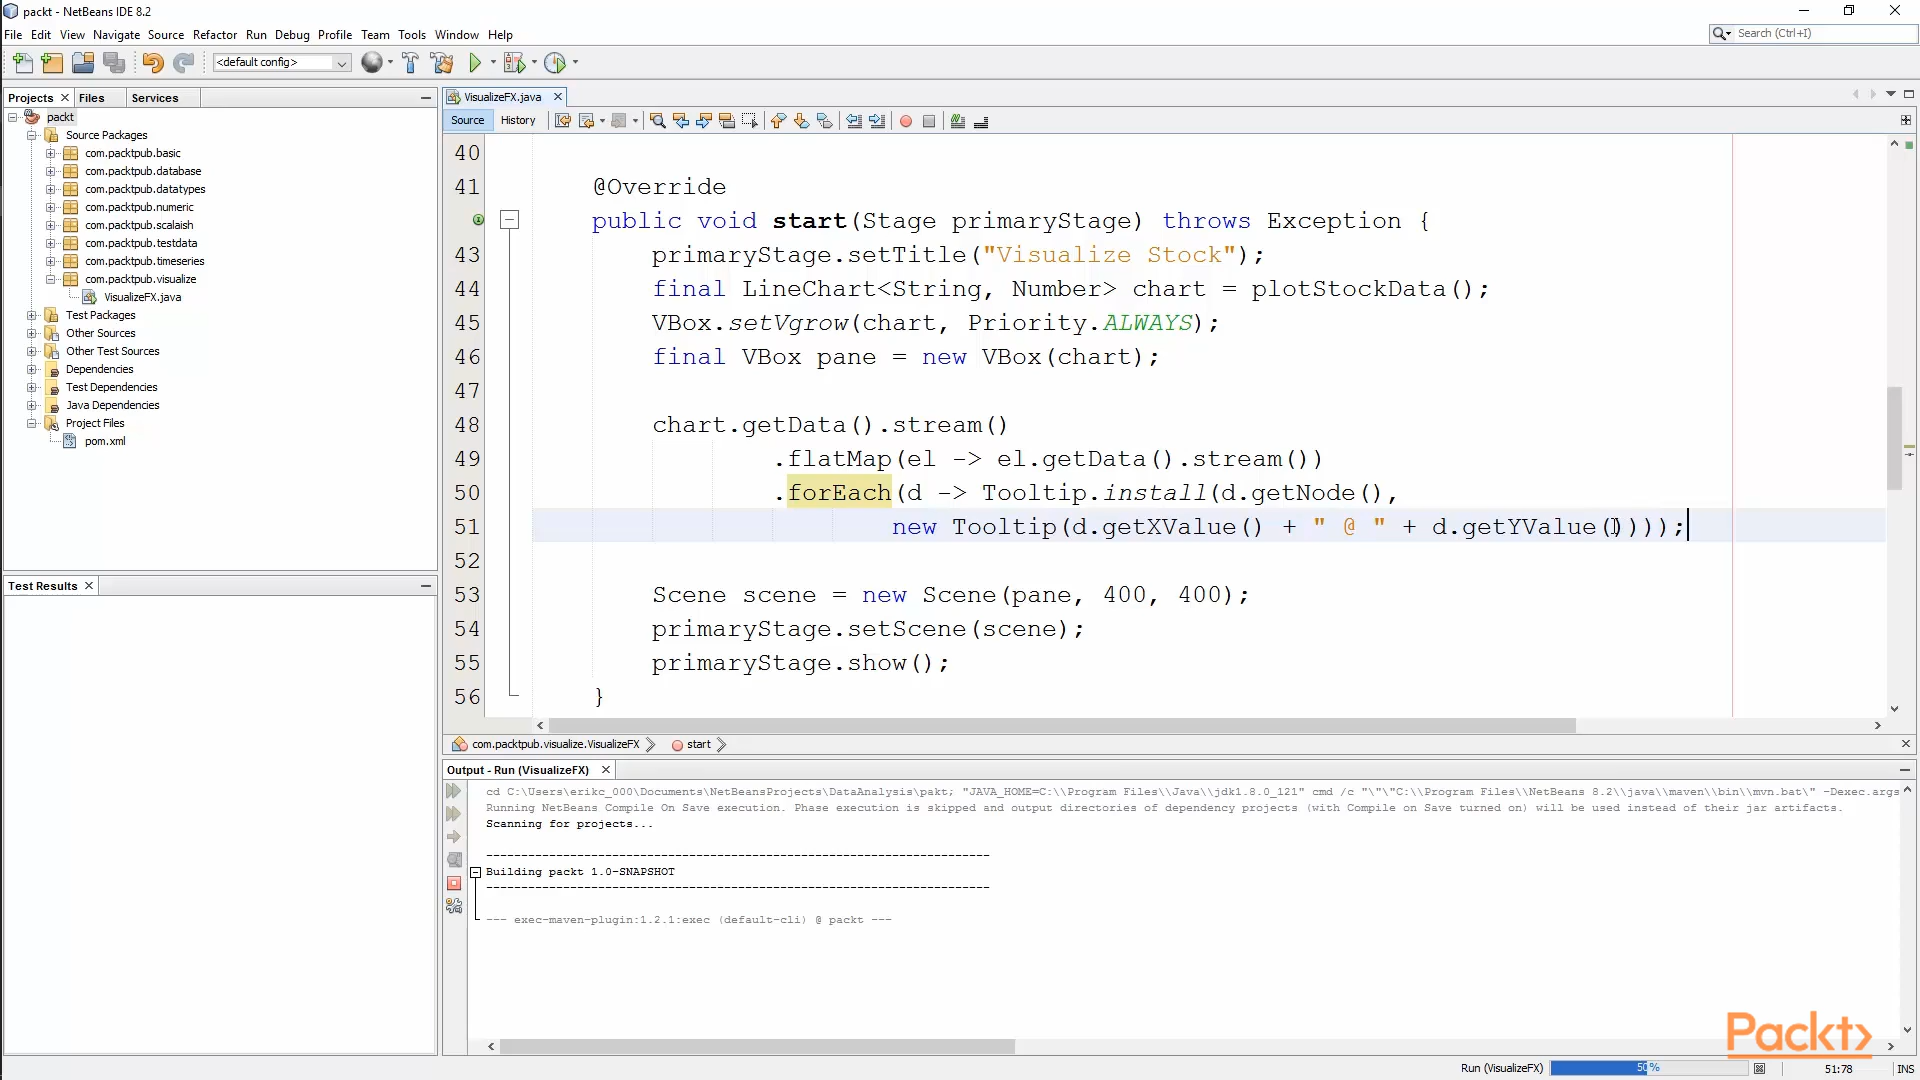 packt - NetBeans IDE 8.2
File Edit View Navigate Source Refactor Run Debug Profile Team Tools Window Help
Search (Ctrl+I)
<default config>
Projects Files Services
packt
Source Packages
com.packtpub.basic
com.packtpub.database
com.packtpub.datatypes
com.packtpub.numeric
com.packtpub.scalaish
com.packtpub.testdata
com.packtpub.timeseries
com.packtpub.visualize
VisualizeFX.java
Test Packages
Other Sources
Other Test Sources
Dependencies
Test Dependencies
Java Dependencies
Project Files
pom.xml
Test Results
VisualizeFX.java
Source History
40
41 @Override
public void start(Stage primaryStage) throws Exception {
43 primaryStage.setTitle("Visualize Stock");
44 final LineChart<String, Number> chart = plotStockData();
45 VBox.setVgrow(chart, Priority.ALWAYS);
46 final VBox pane = new VBox(chart);
47
48 chart.getData().stream()
49 .flatMap(el -> el.getData().stream())
50 .forEach(d -> Tooltip.install(d.getNode(),
51 new Tooltip(d.getXValue() + " @ " + d.getYValue())));
52
53 Scene scene = new Scene(pane, 400, 400);
54 primaryStage.setScene(scene);
55 primaryStage.show();
56 }
com.packtpub.visualize.VisualizeFX start
Output - Run (VisualizeFX)
cd C:\Users\erikc_000\Documents\NetBeansProjects\DataAnalysis\pakt; "JAVA_HOME=C:\\Program Files\\Java\\jdk1.8.0_121" cmd /c "\"\"C:\\Program Files\\NetBeans 8.2\\java\\maven\\bin\\mvn.bat\" -Dexec.args
Running NetBeans Compile On Save execution. Phase execution is skipped and output directories of dependency projects (with Compile on Save turned on) will be used instead of their jar artifacts.
Scanning for projects...
------------------------------------------------------------------------
Building packt 1.0-SNAPSHOT
------------------------------------------------------------------------
--- exec-maven-plugin:1.2.1:exec (default-cli) @ packt ---
Packt>
Run (VisualizeFX) 50% 51:78 INS